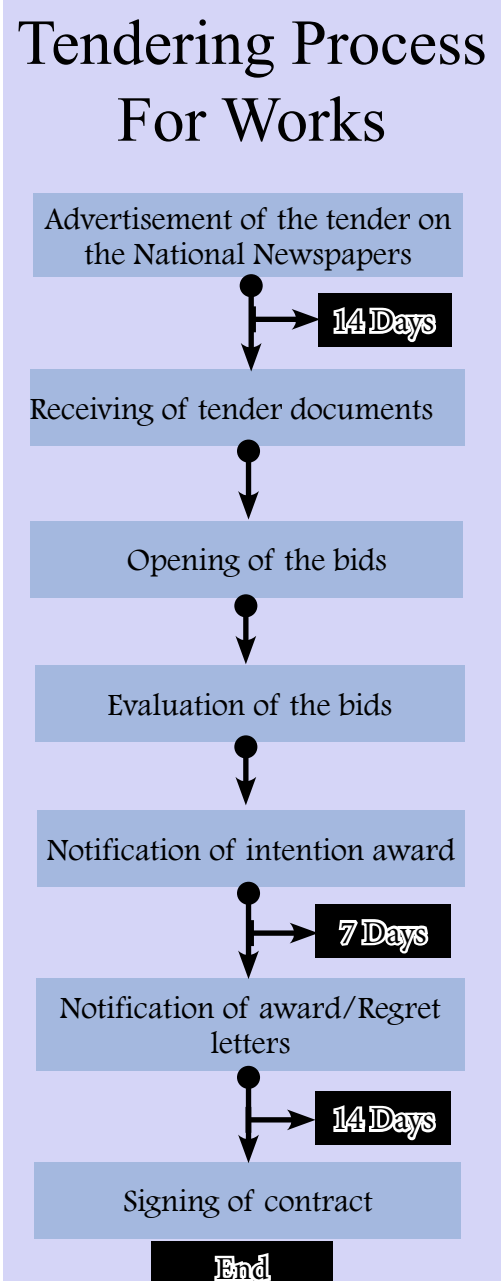 Tendering Process
For Works
Advertisement of the tender on
the National Newspapers
14 Days
Receiving of tender documents
Opening of the bids
Evaluation of the bids
Notification of intention award
7 Days
Notification of award/Regret
letters
14 Days
Signing of contract
End